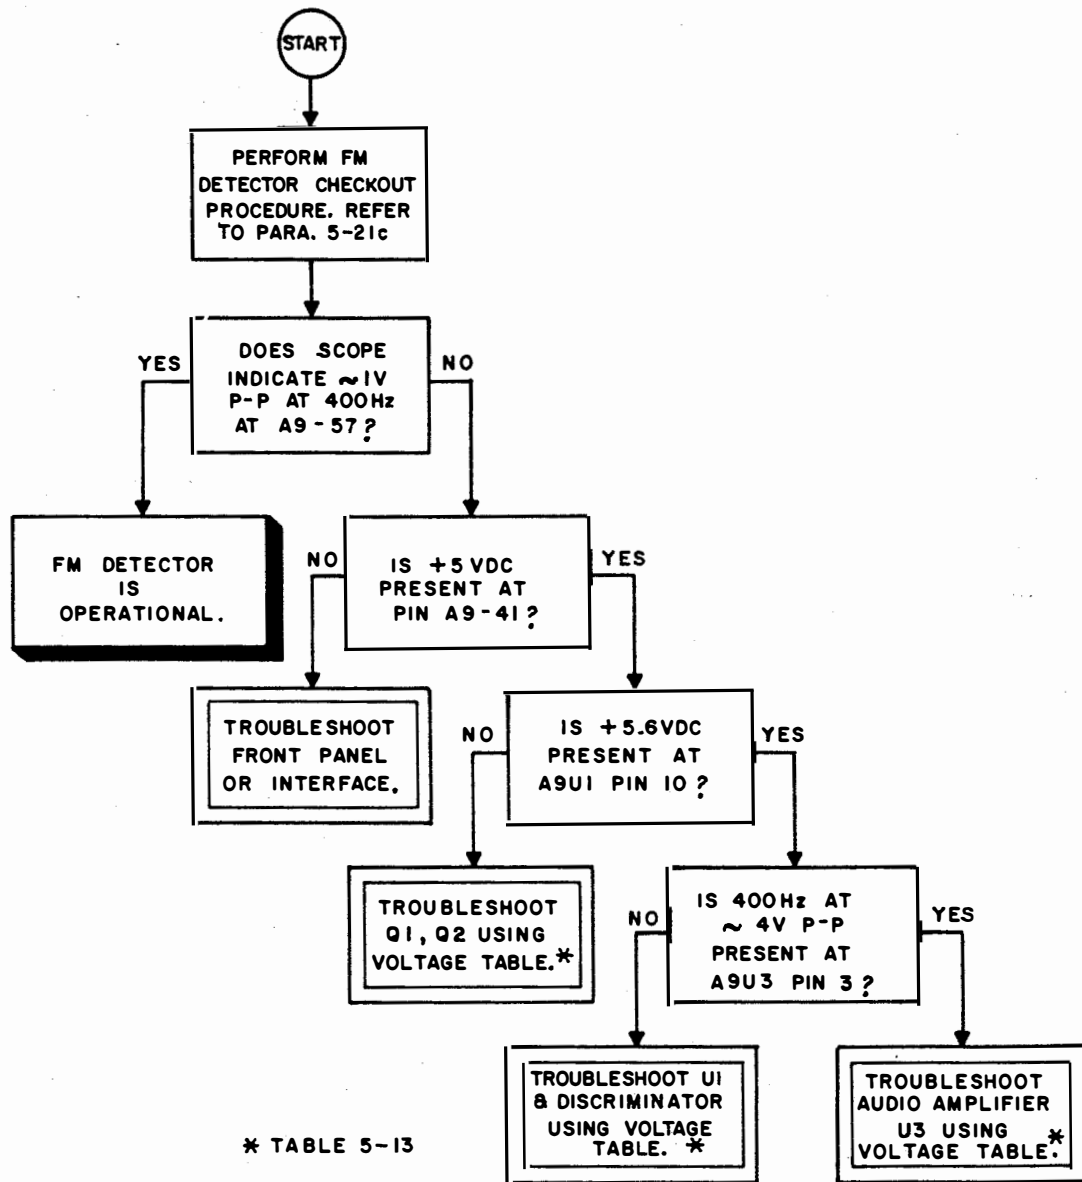 START
PERFORM FM
DETECTOR CHECKOUT
PROCEDURE. REFER
TO PARA. 5-21c
DOES SCOPE
INDICATE ~1V
P-P AT 400Hz
AT A9-57?
YES
NO
FM DETECTOR
IS
OPERATIONAL.
NO
IS +5VDC
PRESENT AT
PIN A9-41?
YES
TROUBLESHOOT
FRONT PANEL
OR INTERFACE.
NO
IS +5.6VDC
PRESENT AT
A9U1 PIN 10?
YES
TROUBLESHOOT
Q1, Q2 USING
VOLTAGE TABLE.*
NO
IS 400Hz AT
~ 4V P-P
PRESENT AT
A9U3 PIN 3?
YES
TROUBLESHOOT U1
& DISCRIMINATOR
USING VOLTAGE
TABLE. *
TROUBLESHOOT
AUDIO AMPLIFIER
U3 USING
VOLTAGE TABLE.*
* TABLE 5-13